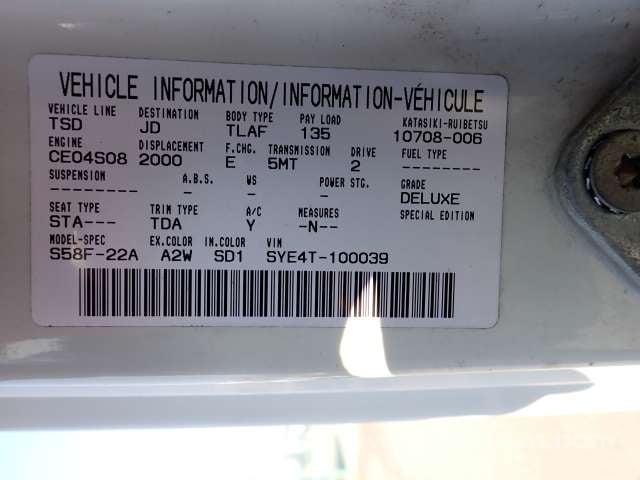 VEHICLE INFORMATION/INFORMATION-VÉHICULE
VEHICLE LINE DESTINATION BODY TYPE PAY LOAD KATASIKI-RUIBETSU
TSD JD TLAF 135 10708-006
ENGINE DISPLACEMENT F.CHG. TRANSMISSION DRIVE FUEL TYPE
CE04S08 2000 E 5MT 2 --------
SUSPENSION A.B.S. WS POWER STG. GRADE
------- - - - DELUXE
SEAT TYPE TRIM TYPE A/C MEASURES SPECIAL EDITION
STA--- TDA Y -N--
MODEL-SPEC EX.COLOR IN.COLOR VIN
S58F-22A A2W SD1 SYE4T-100039